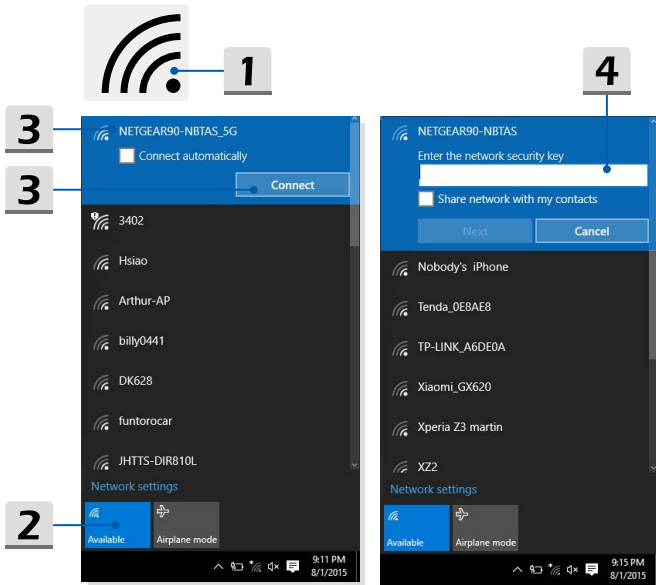 1
3
NETGEAR90-NBTAS_5G
Connect automatically
3
Connect
3402
Hsiao
Arthur-AP
billy0441
DK628
funtorocar
JHTTS-DIR810L
Network settings
2
Available
Airplane mode
9:11 PM
8/1/2015
4
NETGEAR90-NBTAS
Enter the network security key
Share network with my contacts
Next
Cancel
Nobody's iPhone
Tenda_0E8AE8
TP-LINK_A6DE0A
Xiaomi_GX620
Xperia Z3 martin
XZ2
Network settings
Available
Airplane mode
9:15 PM
8/1/2015